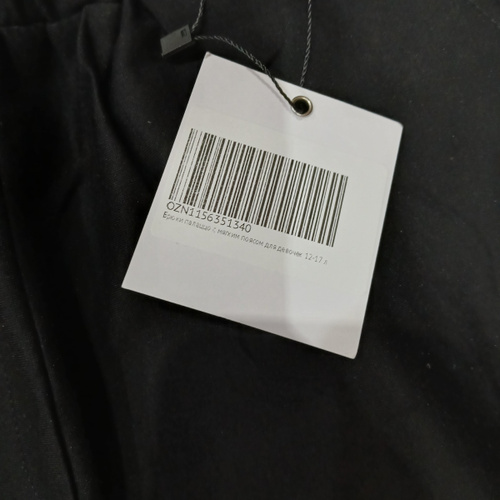 OZN1156351340
Брюки палаццо с мягким поясом для девочек 12-17 л